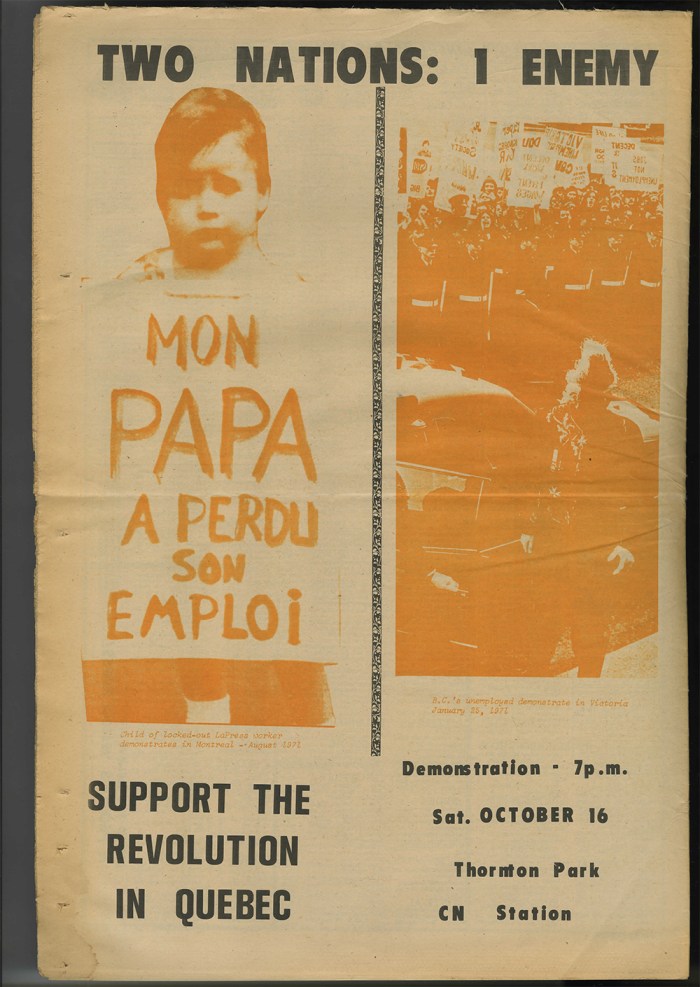 TWO NATIONS: 1 ENEMY
MON
PAPA
A PERDU
SON
EMPLOI
Child of locked-out LaPress worker
demonstrates in Montreal --August 1971
B.C.'s unemployed demonstrate in Victoria
January 1971
SUPPORT THE
REVOLUTION
IN QUEBEC
Demonstration - 7p.m.
Sat. OCTOBER 16
Thornton Park
CN Station